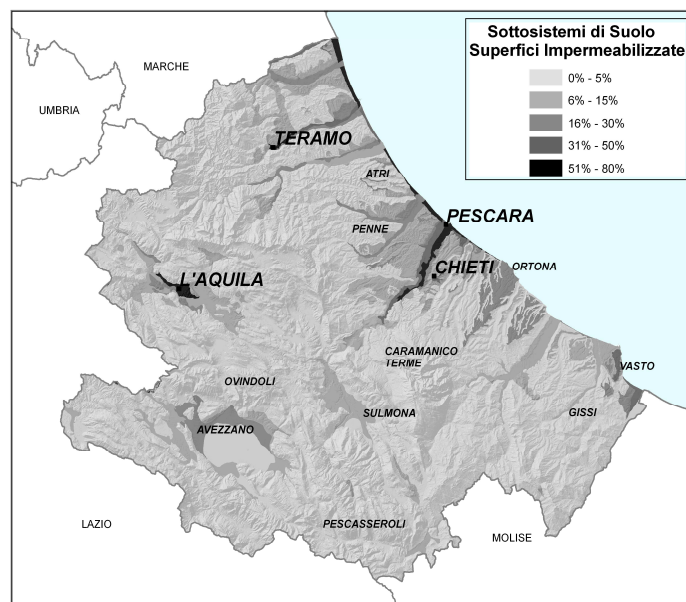 Sottosistemi di Suolo
Superfici Impermeabilizzate
0% - 5%
6% - 15%
16% - 30%
31% - 50%
51% - 80%
MARCHE
UMBRIA
TERAMO
ATRI
PESCARA
PENNE
CHIETI
ORTONA
L'AQUILA
CARAMANICO
TERME
VASTO
OVINDOLI
SULMONA
GISSI
AVEZZANO
LAZIO
PESCASSEROLI
MOLISE